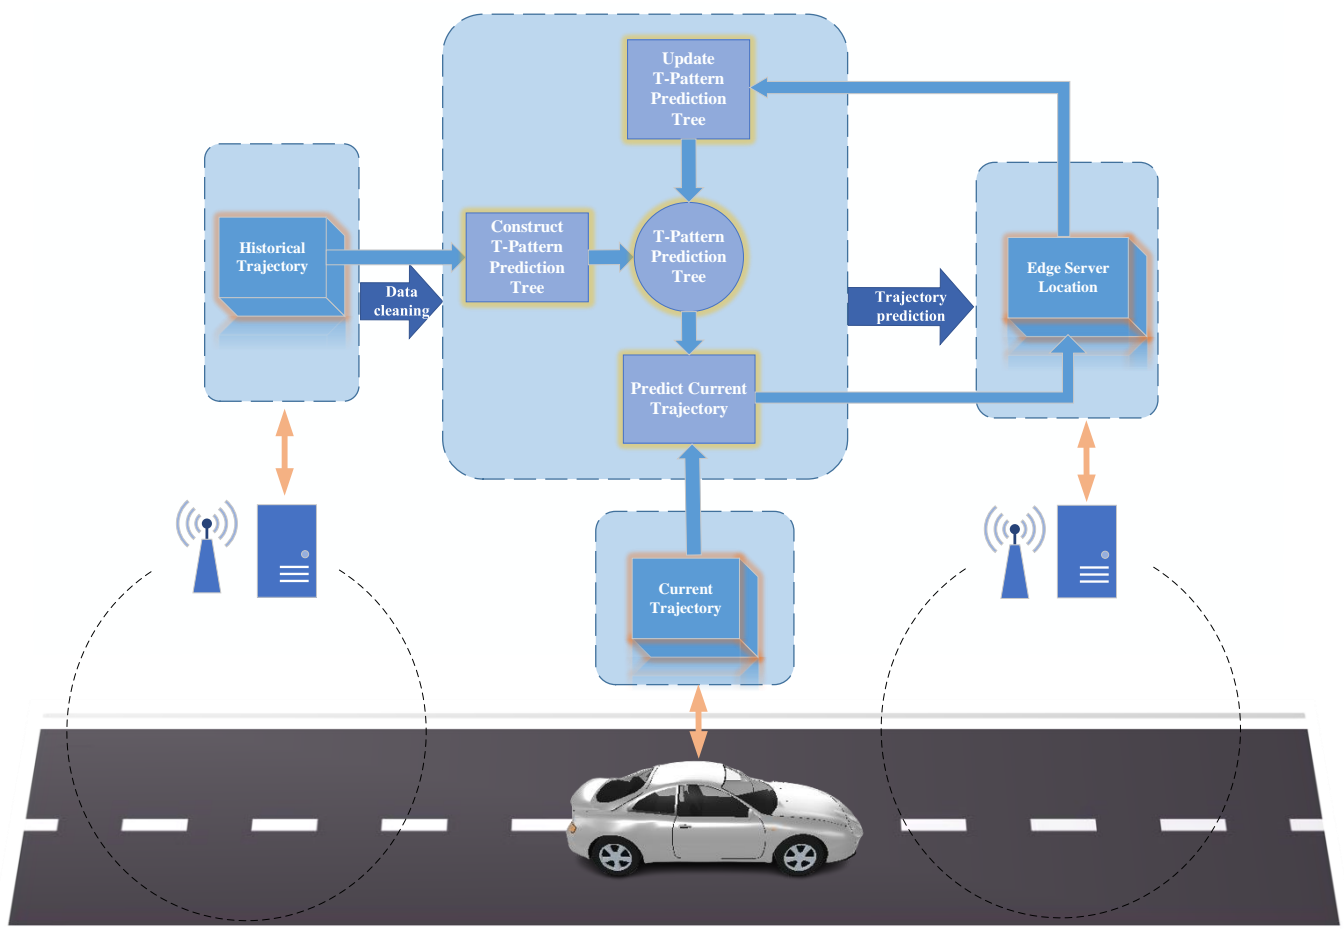 Update
T-Pattern
Prediction
Tree
Historical
Trajectory
Data
cleaning
Construct
T-Pattern
Prediction
Tree
T-Pattern
Prediction
Tree
Trajectory
prediction
Edge Server
Location
Predict Current
Trajectory
Current
Trajectory